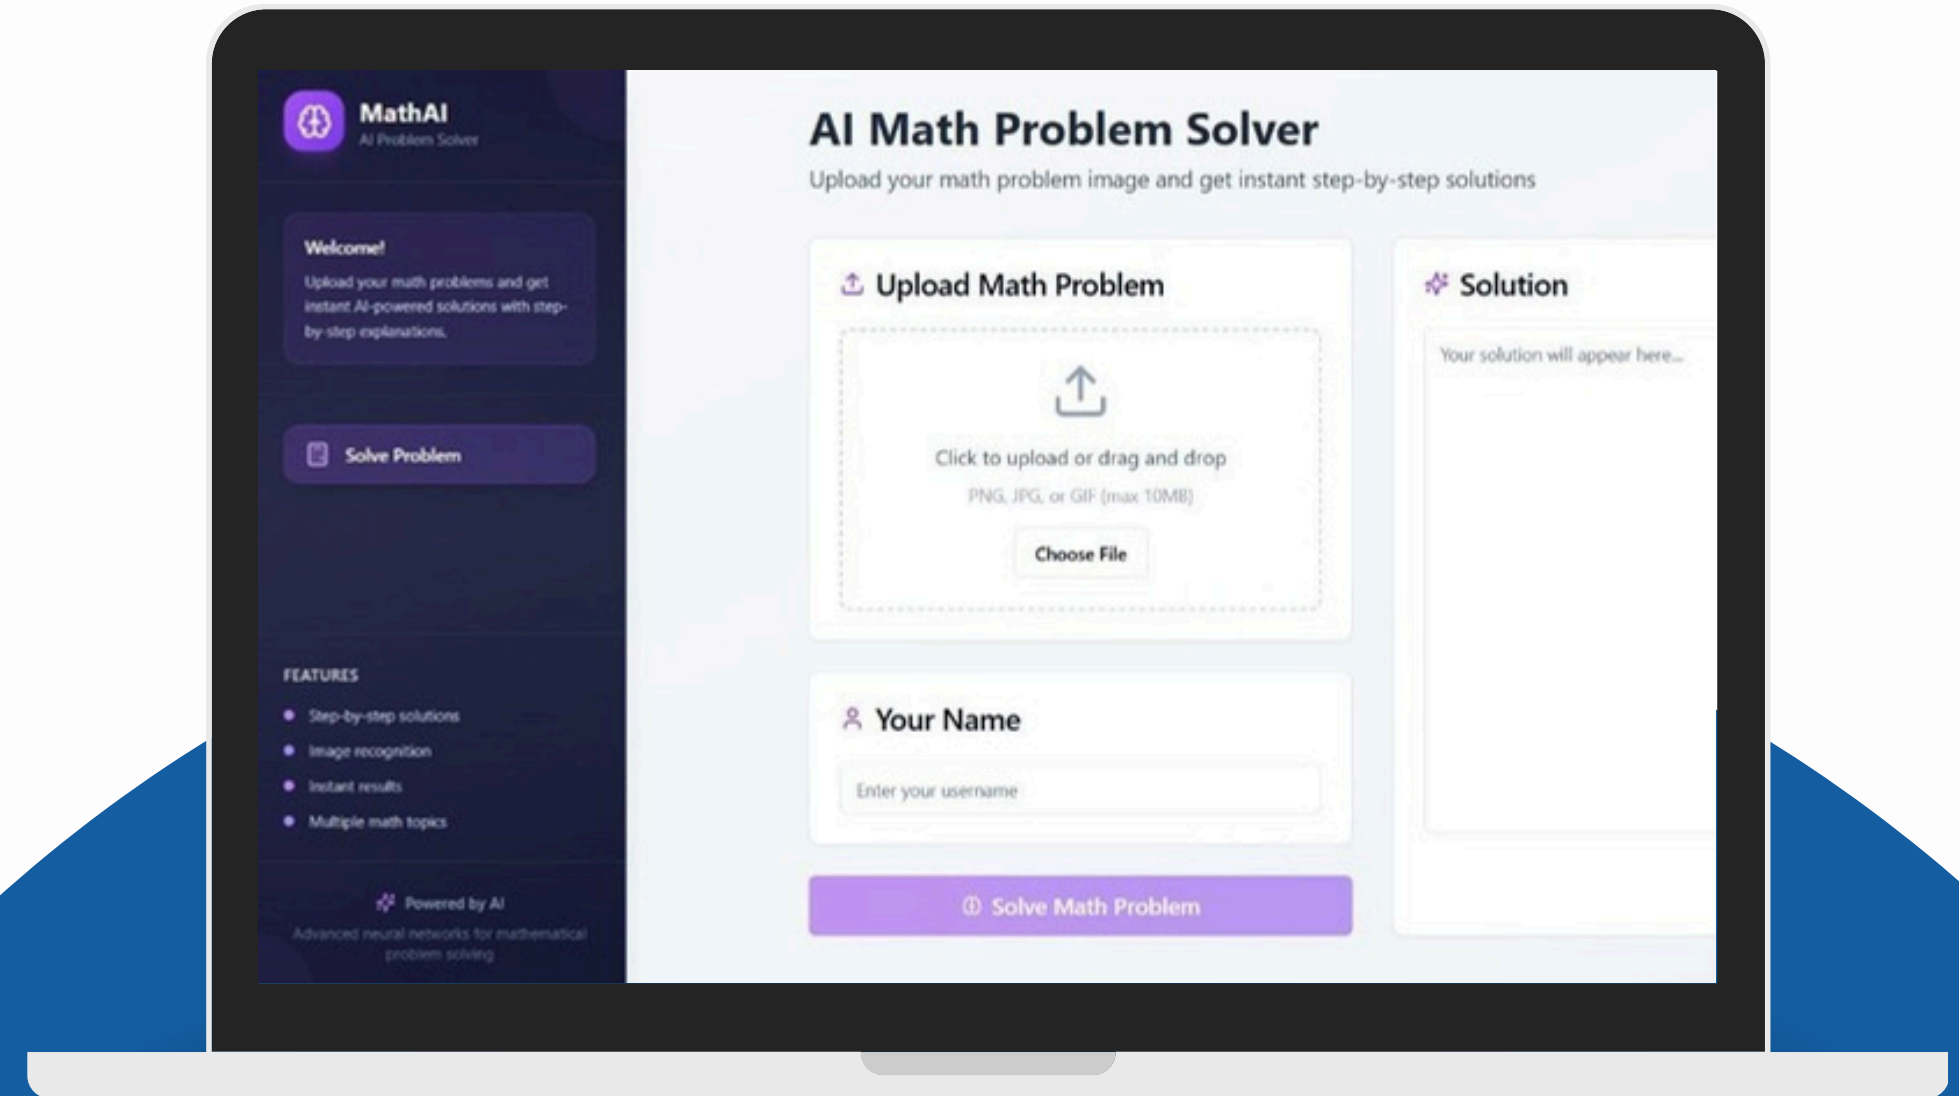 MathAI
AI Problem Solver
Welcome!
Upload your math problems and get
instant AI-powered solutions with step-
by-step explanations.
Solve Problem
FEATURES
Step-by-step solutions
Image recognition
Instant results
Multiple math topics
Powered by AI
Advanced neural networks for mathematical
problem solving
AI Math Problem Solver
Upload your math problem image and get instant step-by-step solutions
Upload Math Problem
Click to upload or drag and drop
PNG, JPG, or GIF (max 10MB)
Choose File
Your Name
Enter your username
Solve Math Problem
Solution
Your solution will appear here...